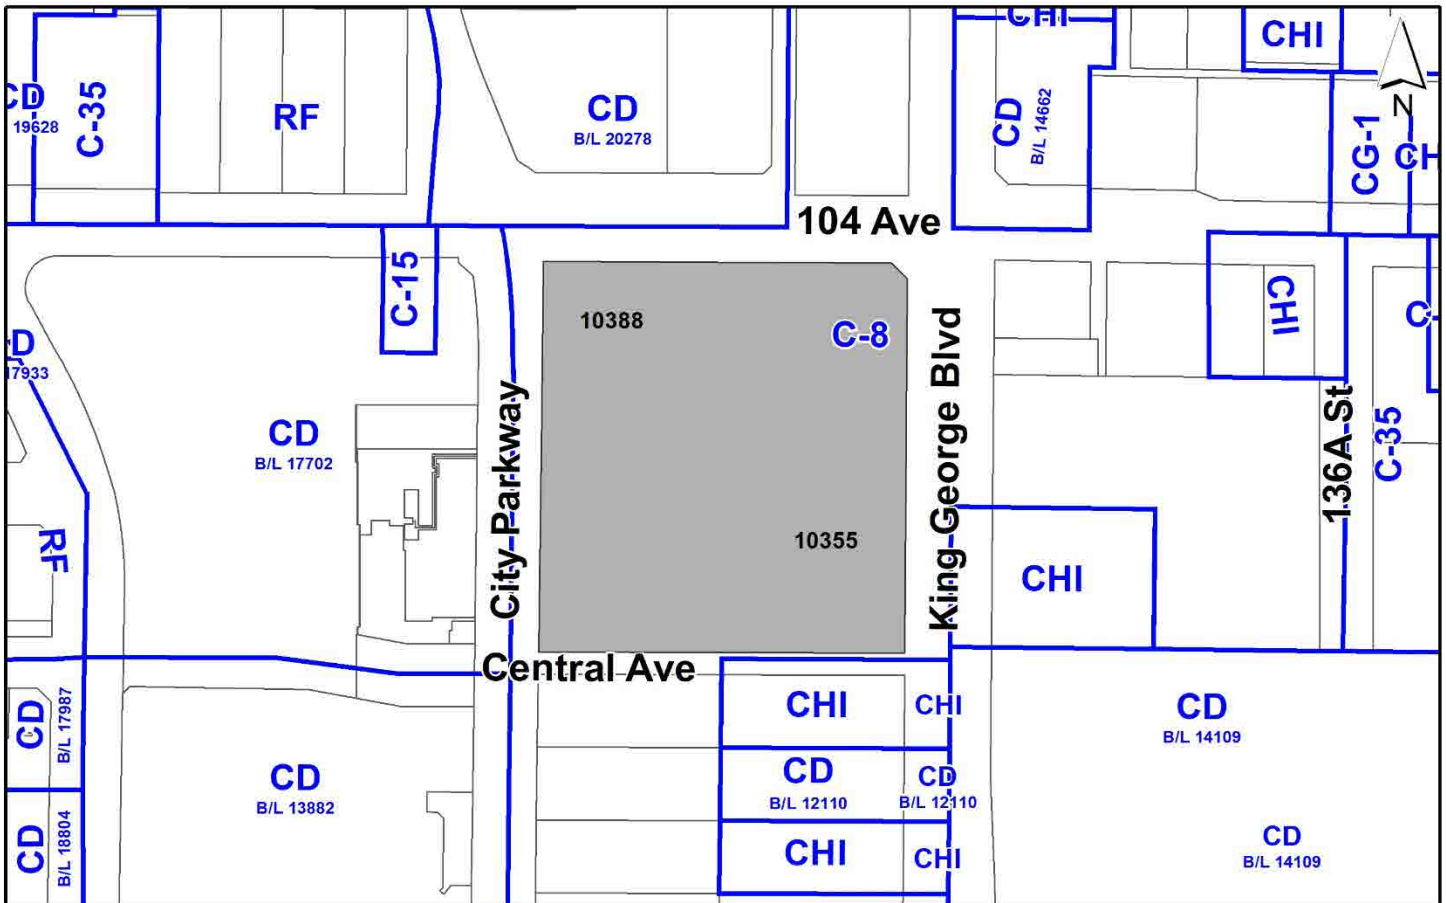 CHI
CHI
CD
19628
C-35
RF
CD
B/L 20278
CD
B/L 14662
CG-1
CH
N
104 Ave
C-15
10388
C-8
CHI
C-
D
17933
CD
B/L 17702
City Parkway
King George Blvd
136A St
C-35
10355
RF
CHI
Central Ave
CD
B/L 17987
CHI
CHI
CD
B/L 14109
CD
B/L 13882
CD
B/L 12110
CD
B/L 12110
CD
B/L 18804
CHI
CHI
CD
B/L 14109